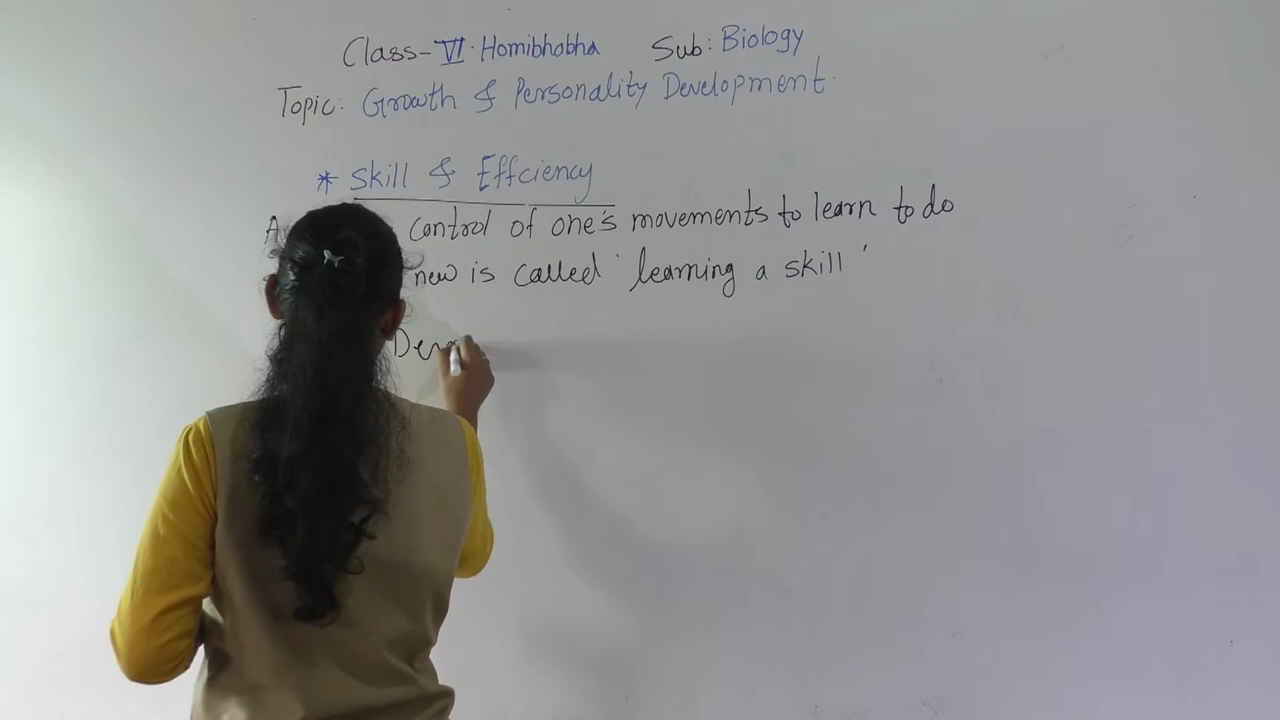 Class-VI. Homibhobha Sub: Biology
Topic: Growth & Personality Development.
* Skill & Effciency
A control of one's movements to learn to do
new is called 'learning a skill'